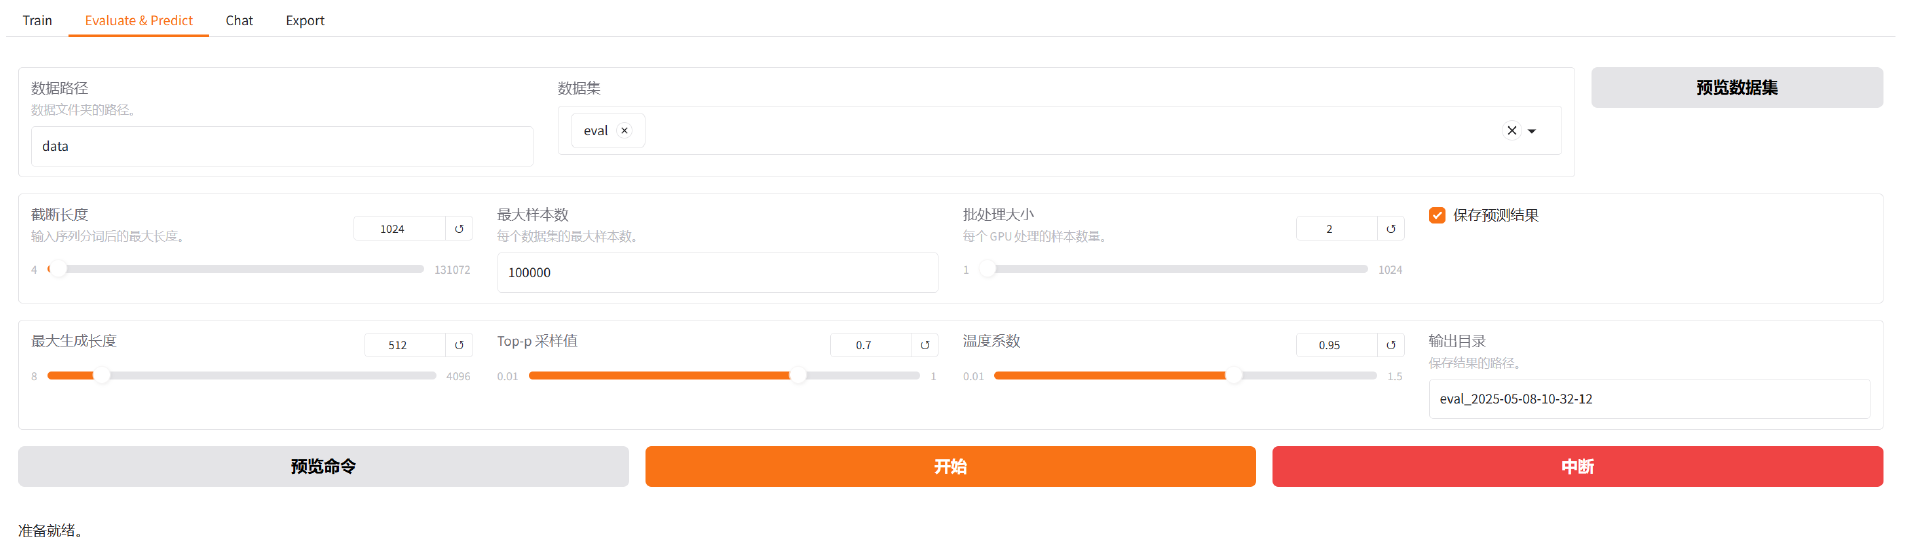 Train Evaluate & Predict Chat Export
数据路径
数据文件夹的路径。
data
数据集
eval ×
预览数据集
截断长度
输入序列分词后的最大长度。
1024
4 131072
最大样本数
每个数据集的最大样本数。
100000
批处理大小
每个 GPU 处理的样本数量。
2
1 1024
保存预测结果
最大生成长度
512
8 4096
Top-p 采样值
0.7
0.01 1
温度系数
0.95
0.01 1.5
输出目录
保存结果的路径。
eval_2025-05-08-10-32-12
预览命令 开始 中断
准备就绪。